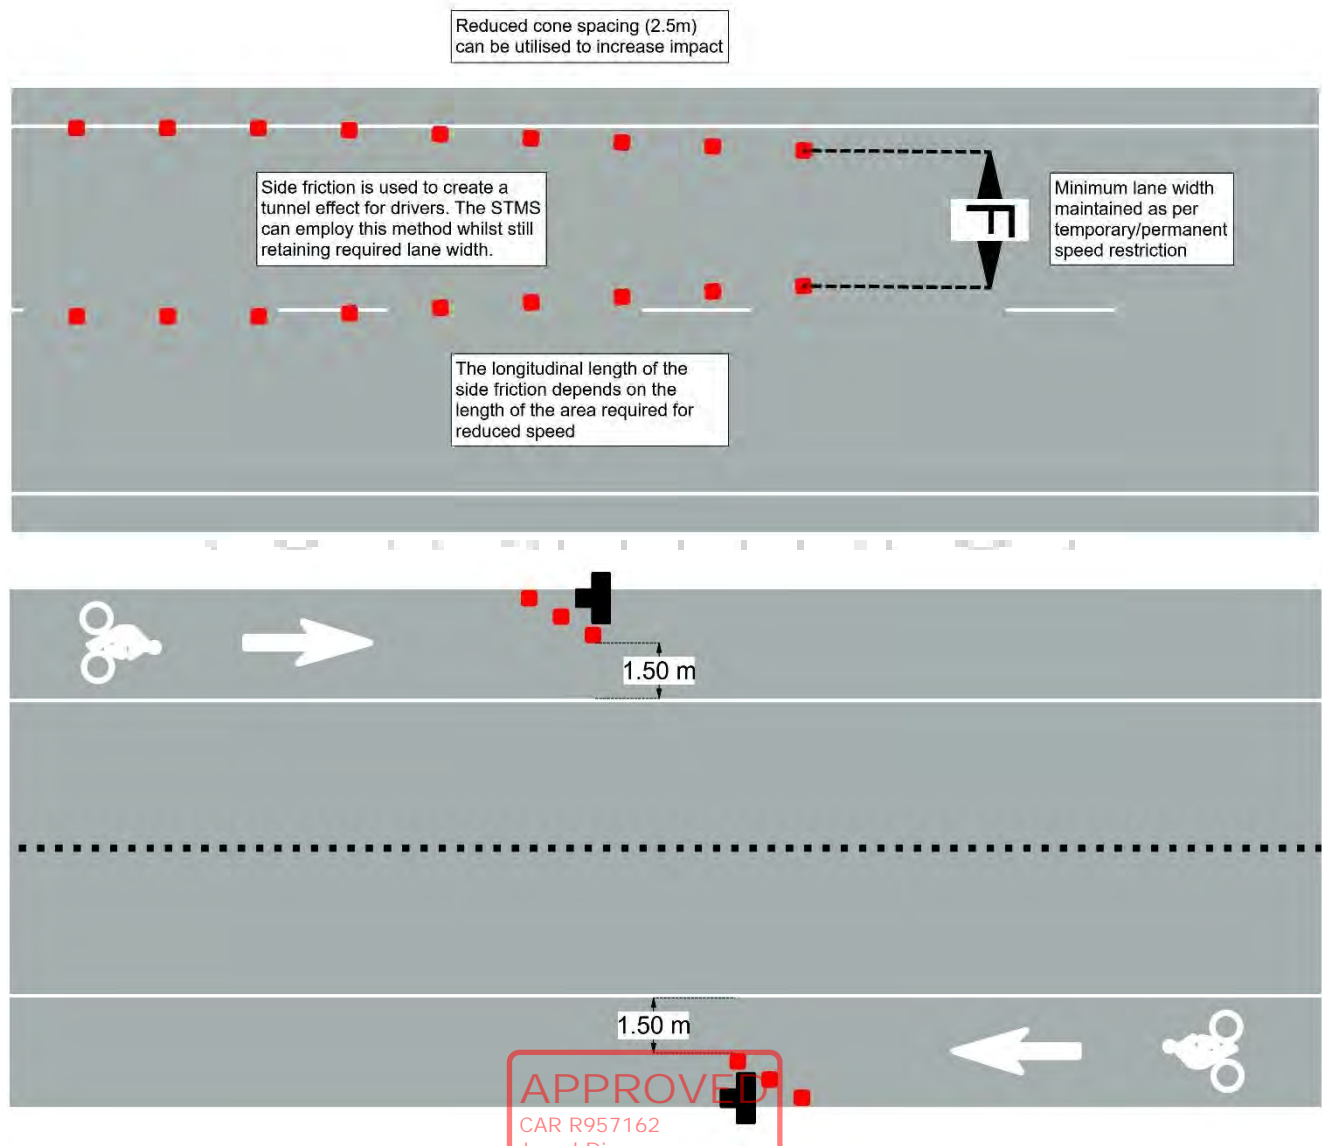 Reduced cone spacing (2.5m)
can be utilised to increase impact
Side friction is used to create a
tunnel effect for drivers. The STMS
can employ this method whilst still
retaining required lane width.
F
Minimum lane width
maintained as per
temporary/permanent
speed restriction
The longitudinal length of the
side friction depends on the
length of the area required for
reduced speed
1.50 m
1.50 m
APPROVED
CAR R957162